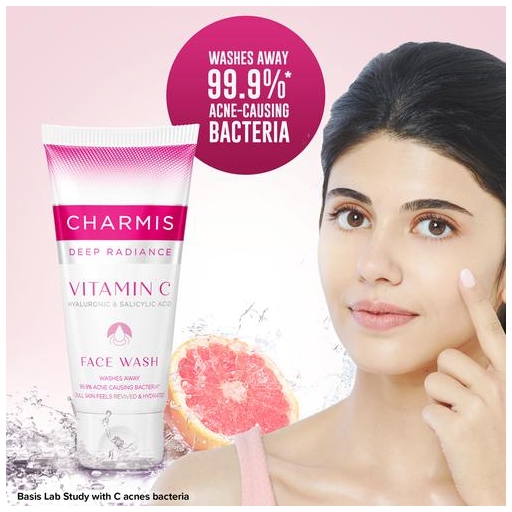 WASHES AWAY
99.9%*
ACNE-CAUSING
BACTERIA
CHARMIS
DEEP RADIANCE
VITAMIN C
HYALURONIC & SALICYLIC ACID
FACE WASH
WASHES AWAY
99.9% ACNE CAUSING BACTERIA*
DULL SKIN FEELS REVIVED & HYDRATED
Basis Lab Study with C acnes bacteria